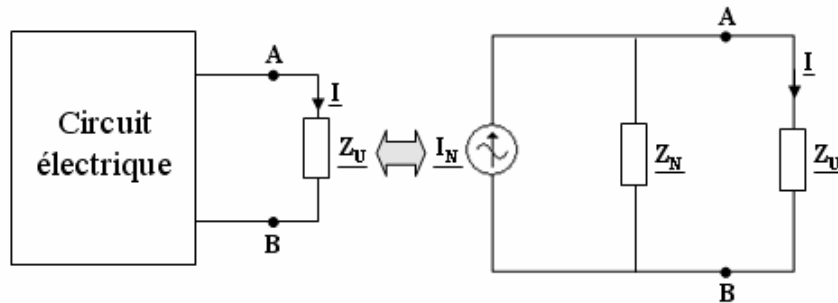 A
I
Circuit
électrique
Z_U
B
A
I
I_N
Z_N
Z_U
B